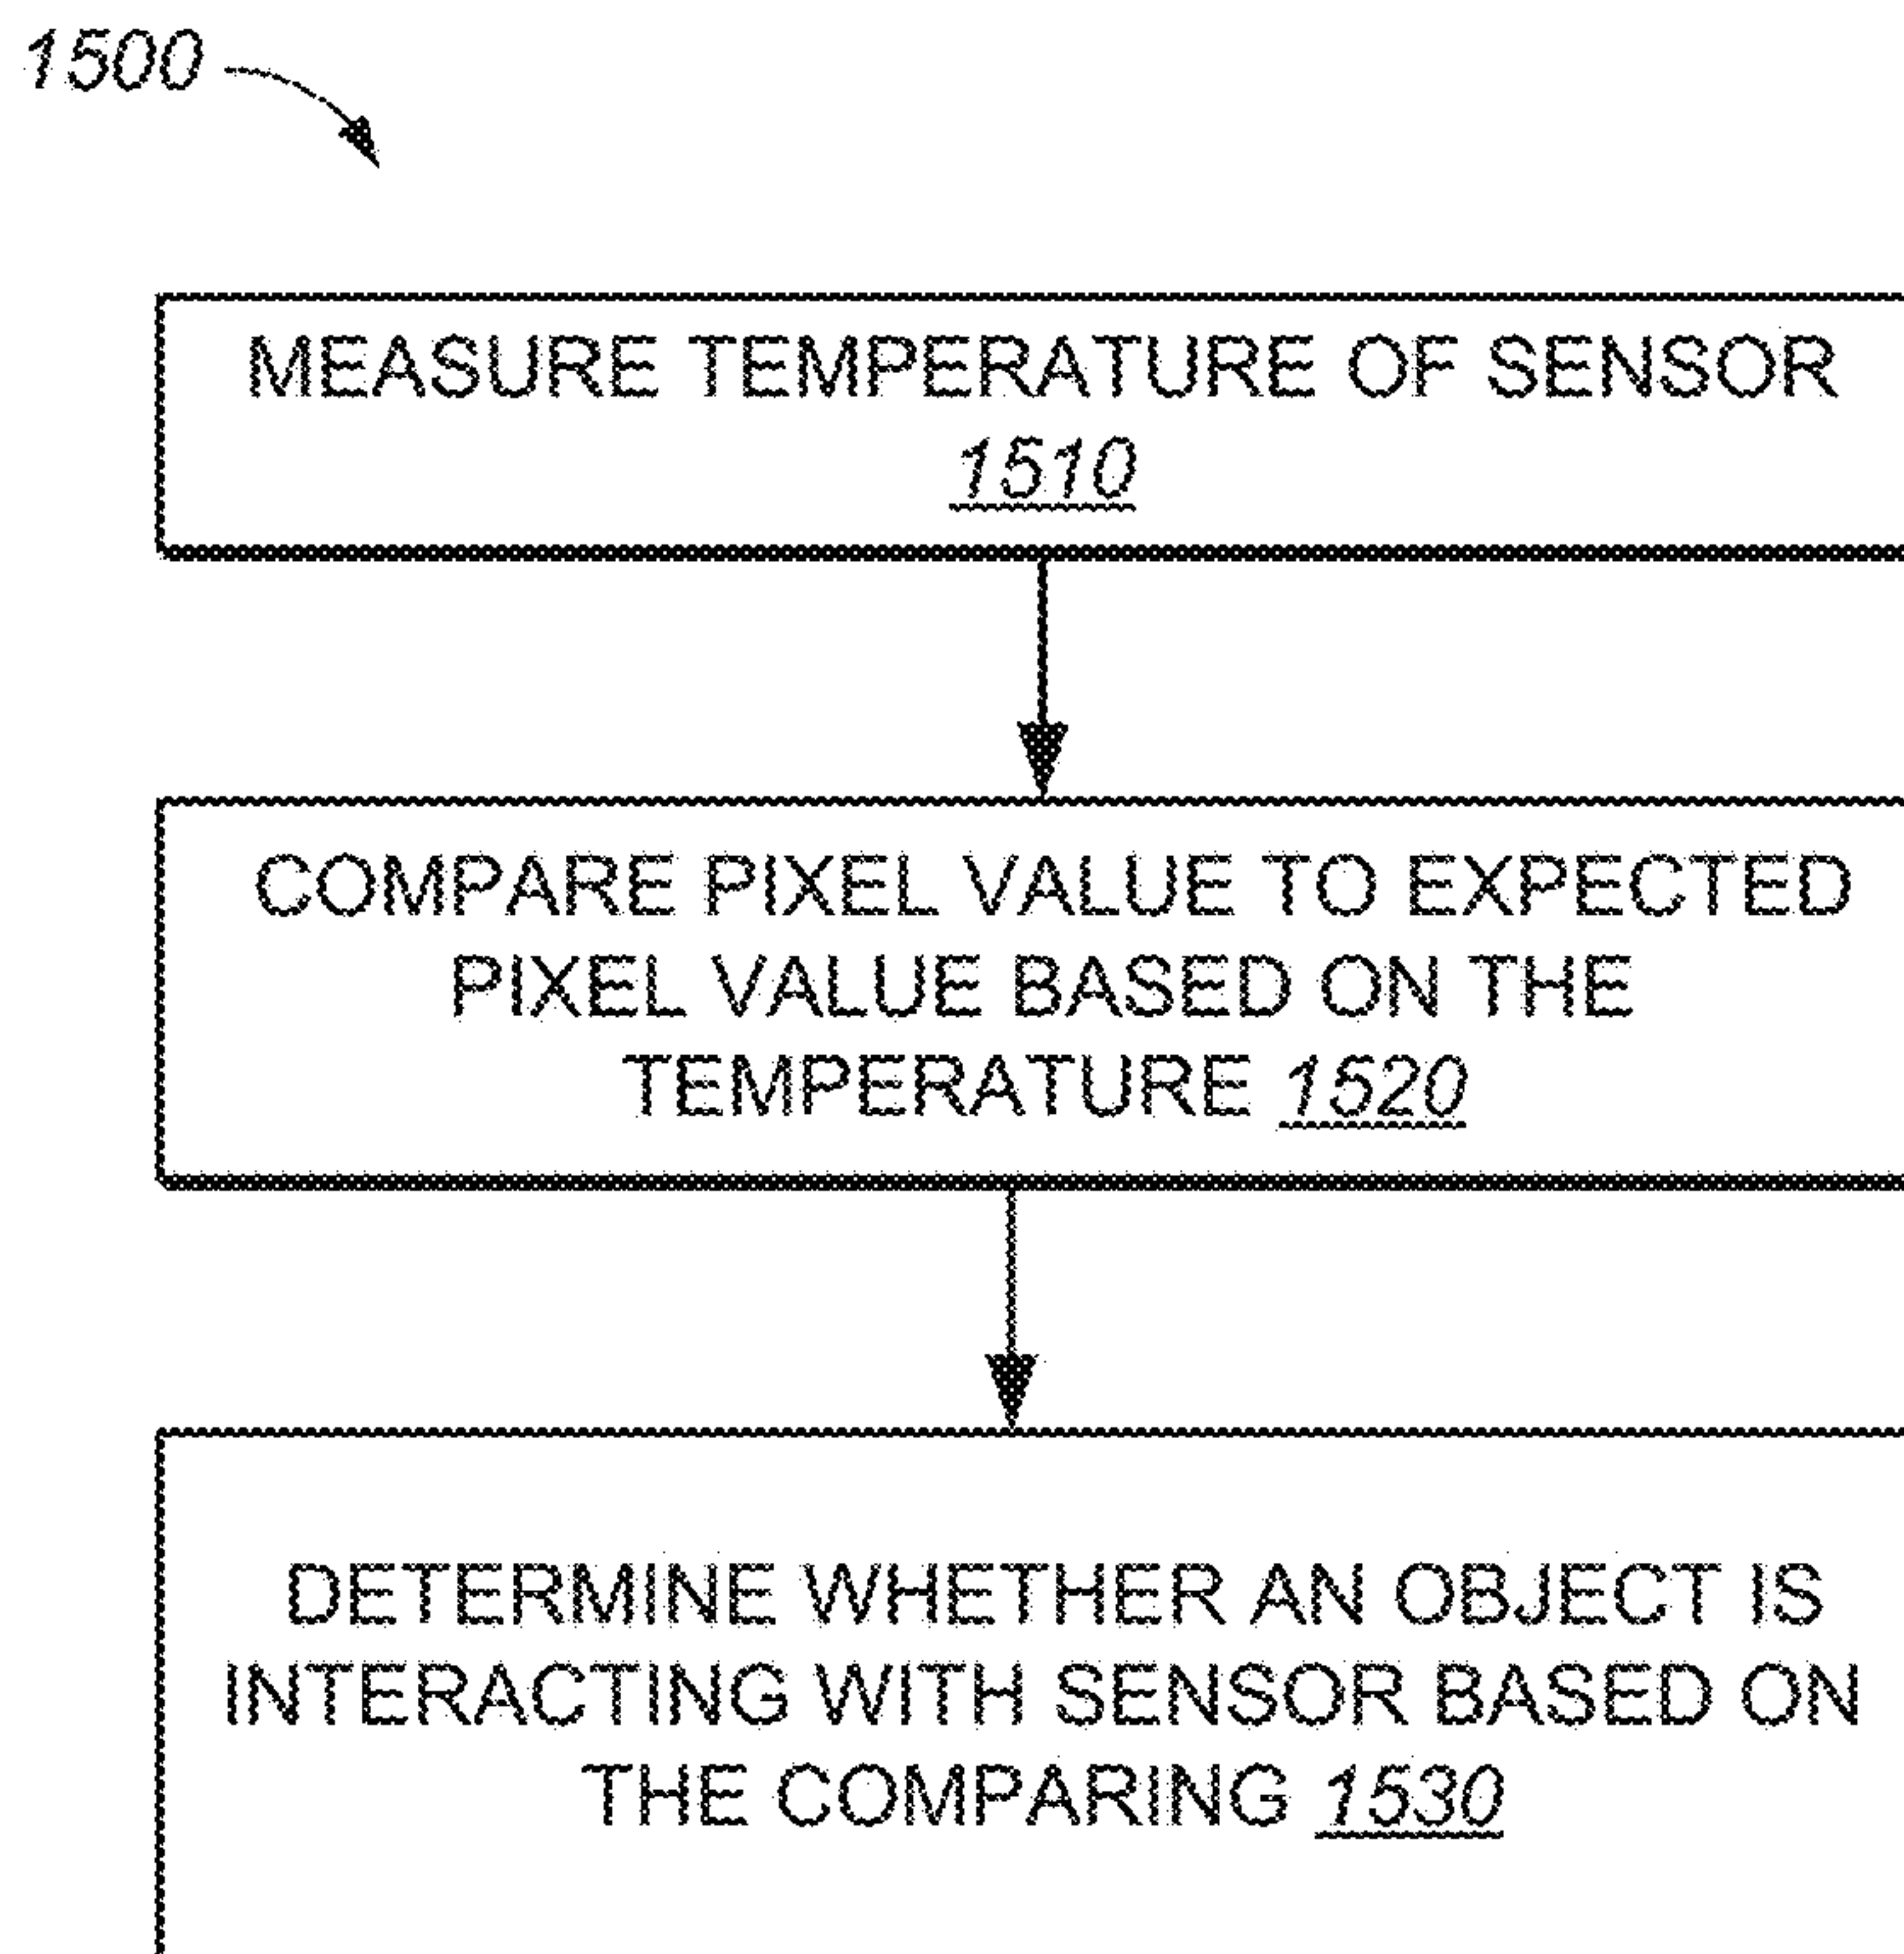 1500
MEASURE TEMPERATURE OF SENSOR
1510
COMPARE PIXEL VALUE TO EXPECTED
PIXEL VALUE BASED ON THE
TEMPERATURE 1520
DETERMINE WHETHER AN OBJECT IS
INTERACTING WITH SENSOR BASED ON
THE COMPARING 1530